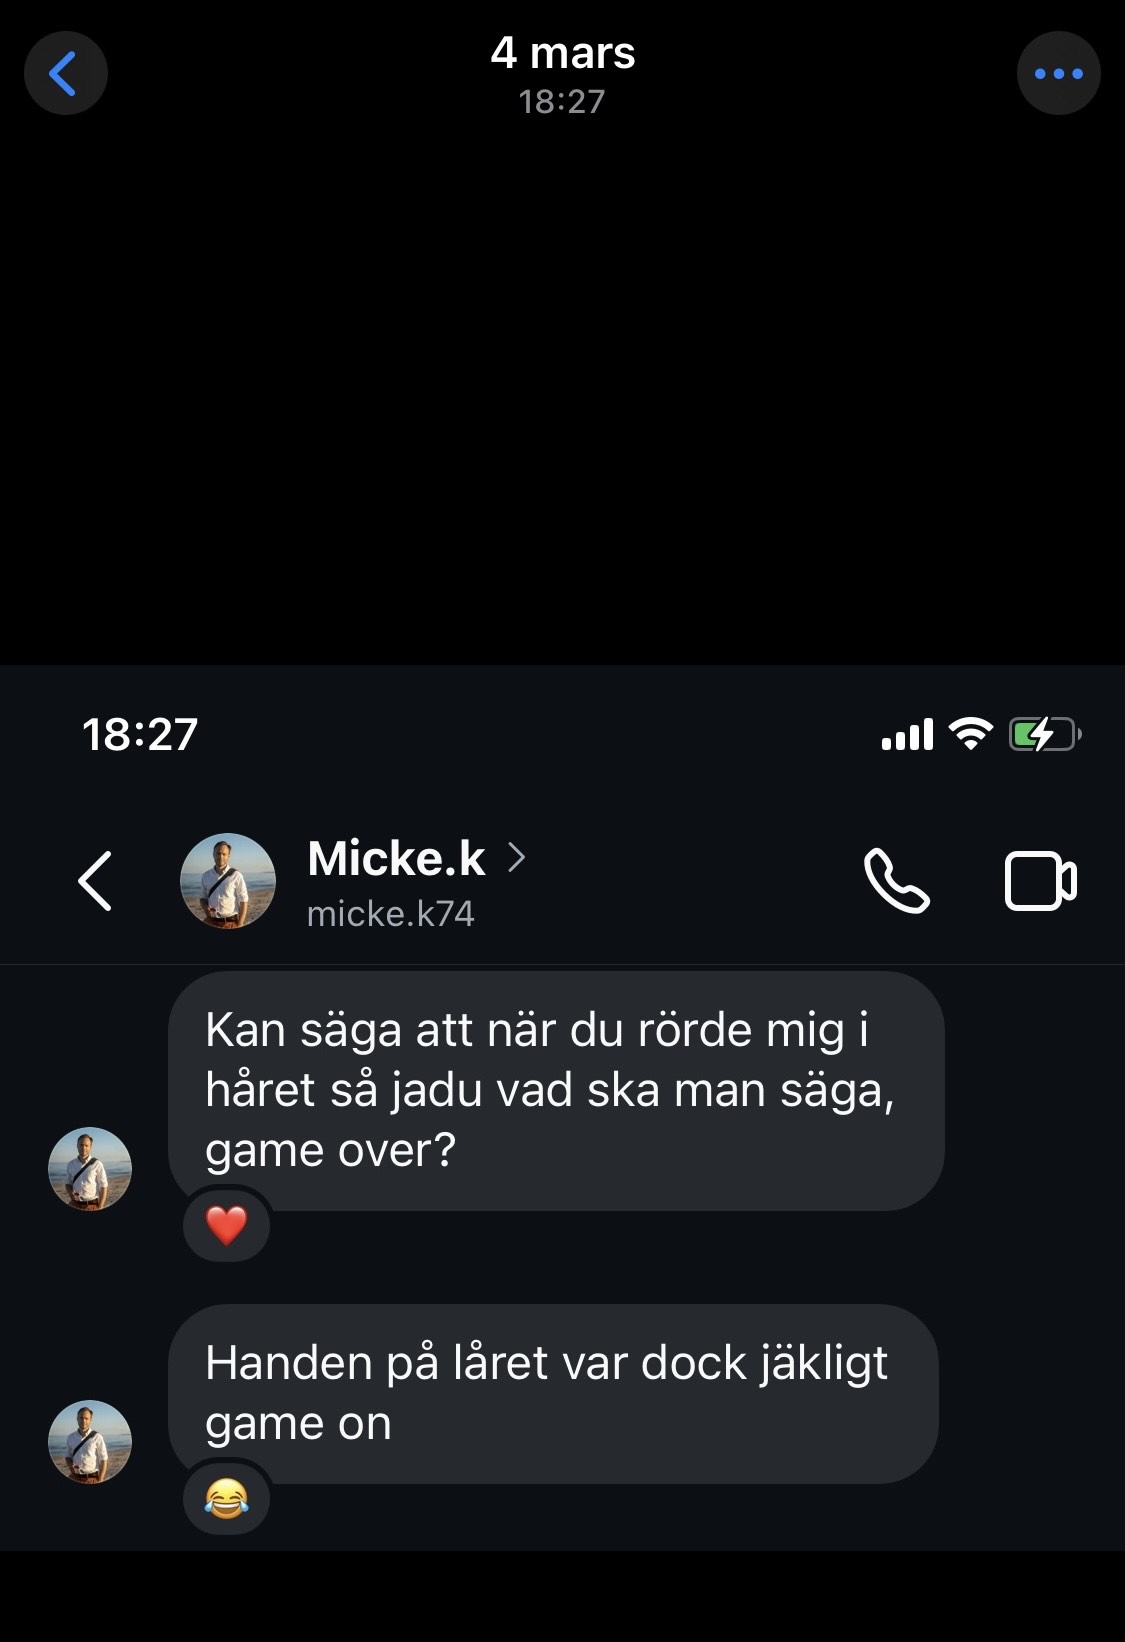 4 mars
18:27
18:27
Micke.k
micke.k74
Kan säga att när du rörde mig i
håret så jadu vad ska man säga,
game over?
❤️
Handen på låret var dock jäkligt
game on
😂